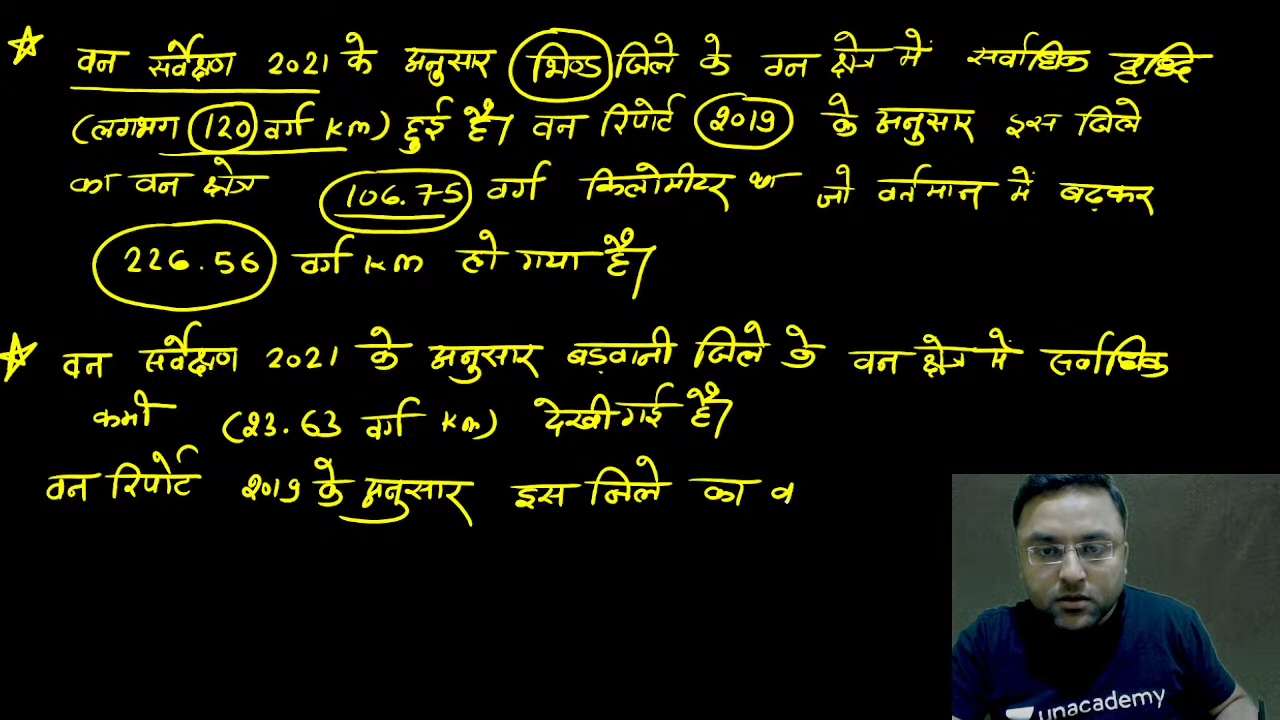 वन सर्वेक्षण 2021 के अनुसार भिण्ड जिले के वन क्षेत्र में सर्वाधिक वृद्धि
(लगभग 120 वर्ग km) हुई है। वन रिपोर्ट 2019 के अनुसार इस जिले
का वन क्षेत्र 106.75 वर्ग किलोमीटर था जो वर्तमान में बढ़कर
226.56 वर्ग km हो गया है।
वन सर्वेक्षण 2021 के अनुसार बड़वानी जिले के वन क्षेत्र में सर्वाधिक
कमी (23.63 वर्ग km) देखी गई है।
वन रिपोर्ट 2019 के अनुसार इस जिले का व
unacademy